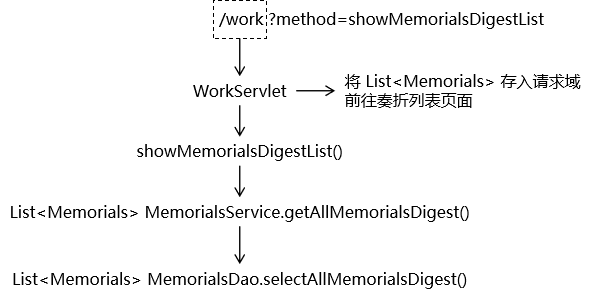 /work ?method=showMemorialsDigestList
WorkServlet
将 List<Memorials> 存入请求域
前往奏折列表页面
showMemorialsDigestList()
List<Memorials> MemorialsService.getAllMemorialsDigest()
List<Memorials> MemorialsDao.selectAllMemorialsDigest()